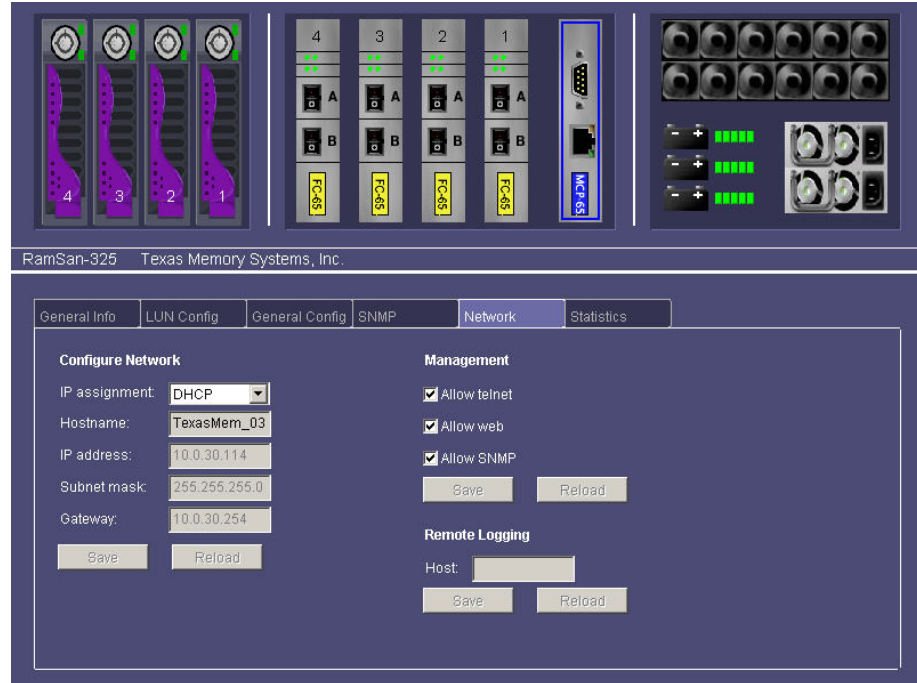 4 3 2 1
A A A A
B B B B
FC-65 FC-65 FC-65 FC-65 MCP-65
4 3 2 1
RamSan-325 Texas Memory Systems, Inc.
General Info LUN Config General Config SNMP Network Statistics
Configure Network
IP assignment: DHCP
Hostname: TexasMem_03
IP address: 10.0.30.114
Subnet mask: 255.255.255.0
Gateway: 10.0.30.254
Save Reload
Management
Allow telnet
Allow web
Allow SNMP
Save Reload
Remote Logging
Host:
Save Reload